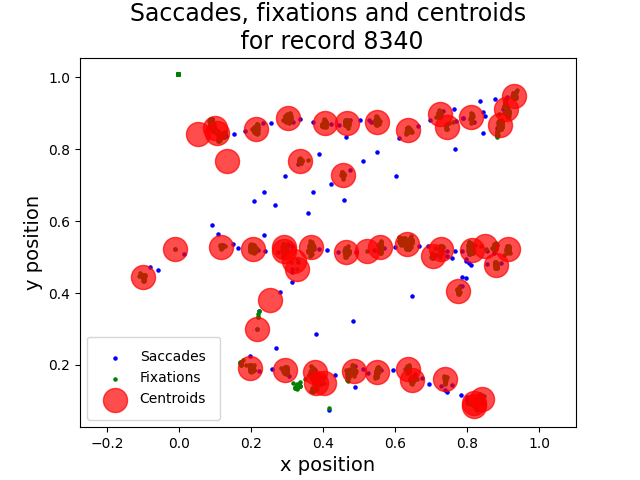 Saccades, fixations and centroids
for record 8340
y position
1.0
0.8
0.6
0.4
0.2
Saccades
Fixations
Centroids
−0.2
0.0
0.2
0.4
0.6
0.8
1.0
x position